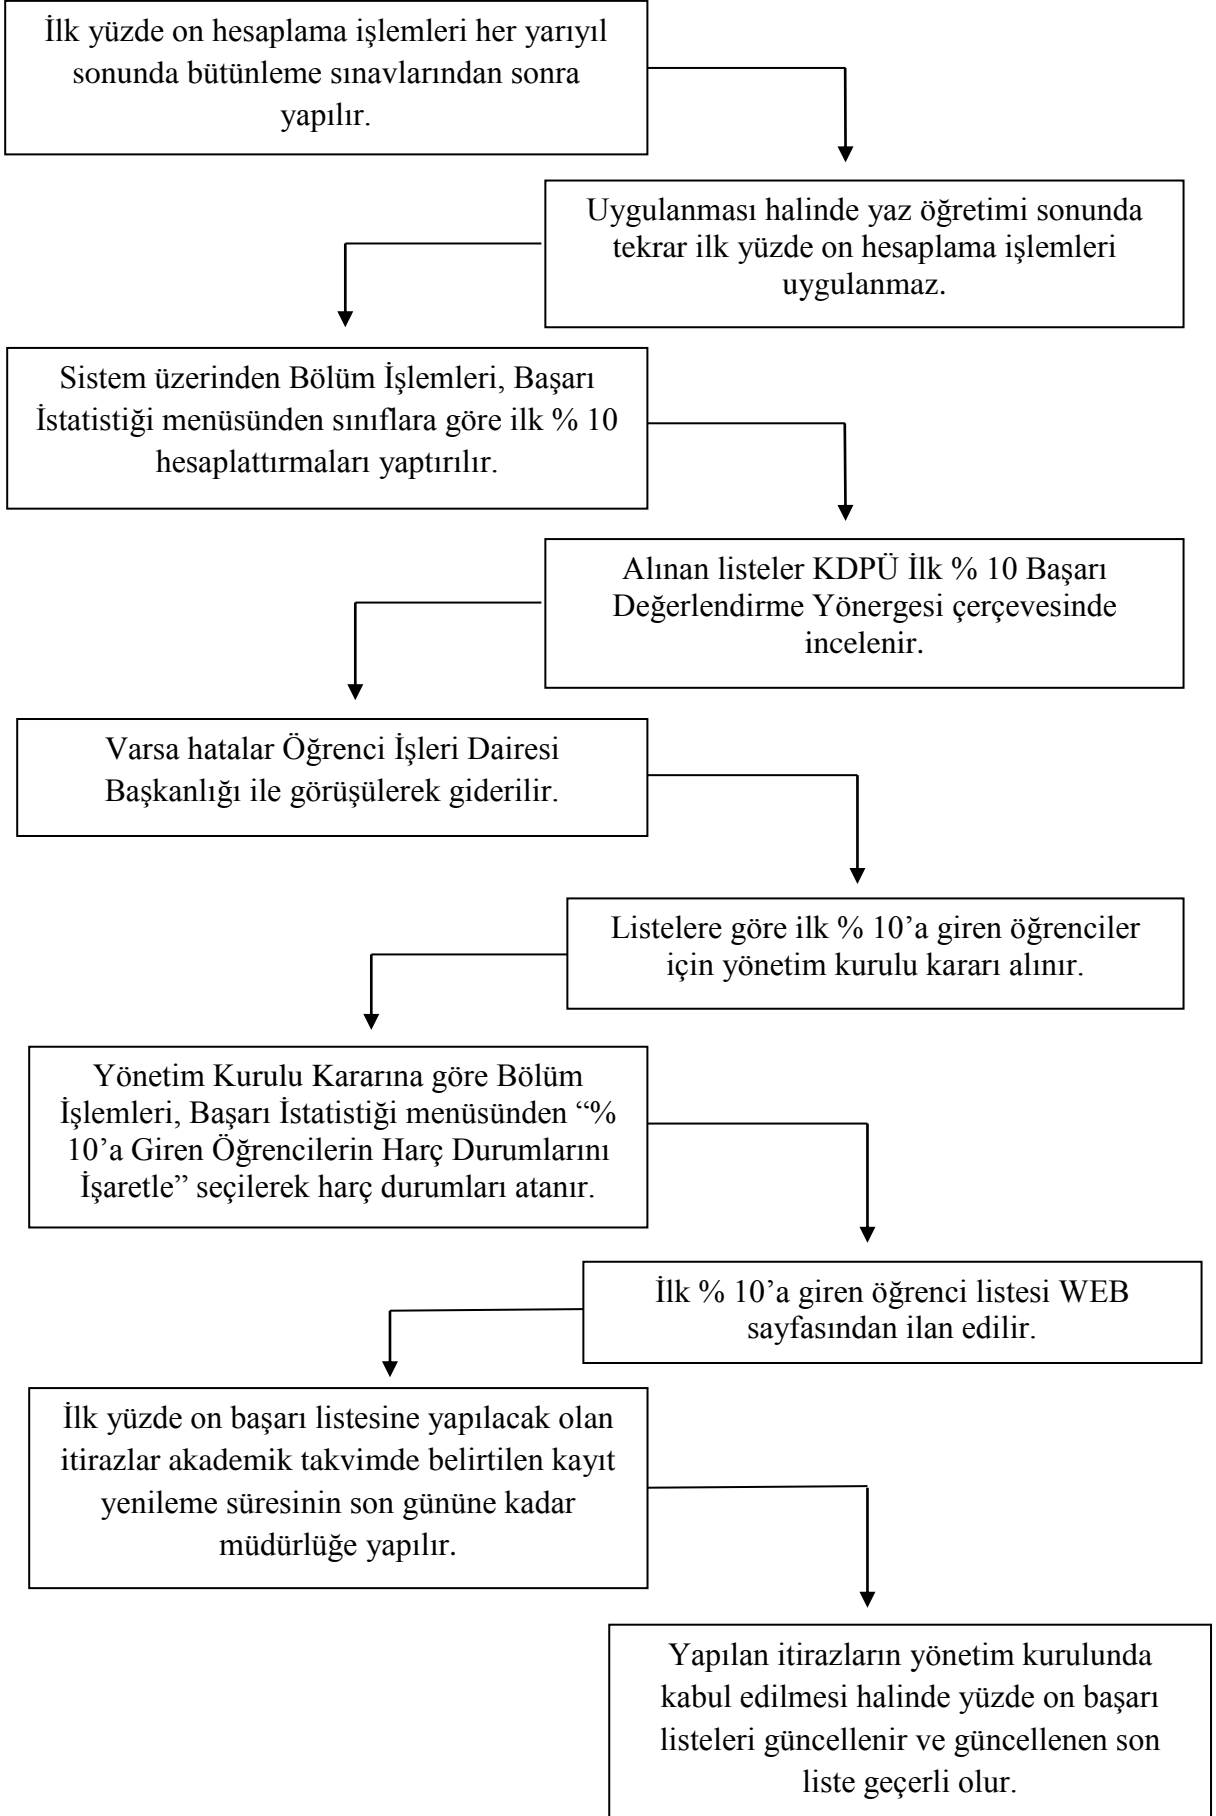 İlk yüzde on hesaplama işlemleri her yarıyıl
sonunda bütünleme sınavlarından sonra
yapılır.
Uygulanması halinde yaz öğretimi sonunda
tekrar ilk yüzde on hesaplama işlemleri
uygulanmaz.
Sistem üzerinden Bölüm İşlemleri, Başarı
İstatistiği menüsünden sınıflara göre ilk % 10
hesaplattırmaları yaptırılır.
Alınan listeler KDPÜ İlk % 10 Başarı
Değerlendirme Yönergesi çerçevesinde
incelenir.
Varsa hatalar Öğrenci İşleri Dairesi
Başkanlığı ile görüşülerek giderilir.
Listelere göre ilk % 10’a giren öğrenciler
için yönetim kurulu kararı alınır.
Yönetim Kurulu Kararına göre Bölüm
İşlemleri, Başarı İstatistiği menüsünden “%
10’a Giren Öğrencilerin Harç Durumlarını
İşaretle” seçilerek harç durumları atanır.
İlk % 10’a giren öğrenci listesi WEB
sayfasından ilan edilir.
İlk yüzde on başarı listesine yapılacak olan
itirazlar akademik takvimde belirtilen kayıt
yenileme süresinin son gününe kadar
müdürlüğe yapılır.
Yapılan itirazların yönetim kurulunda
kabul edilmesi halinde yüzde on başarı
listeleri güncellenir ve güncellenen son
liste geçerli olur.